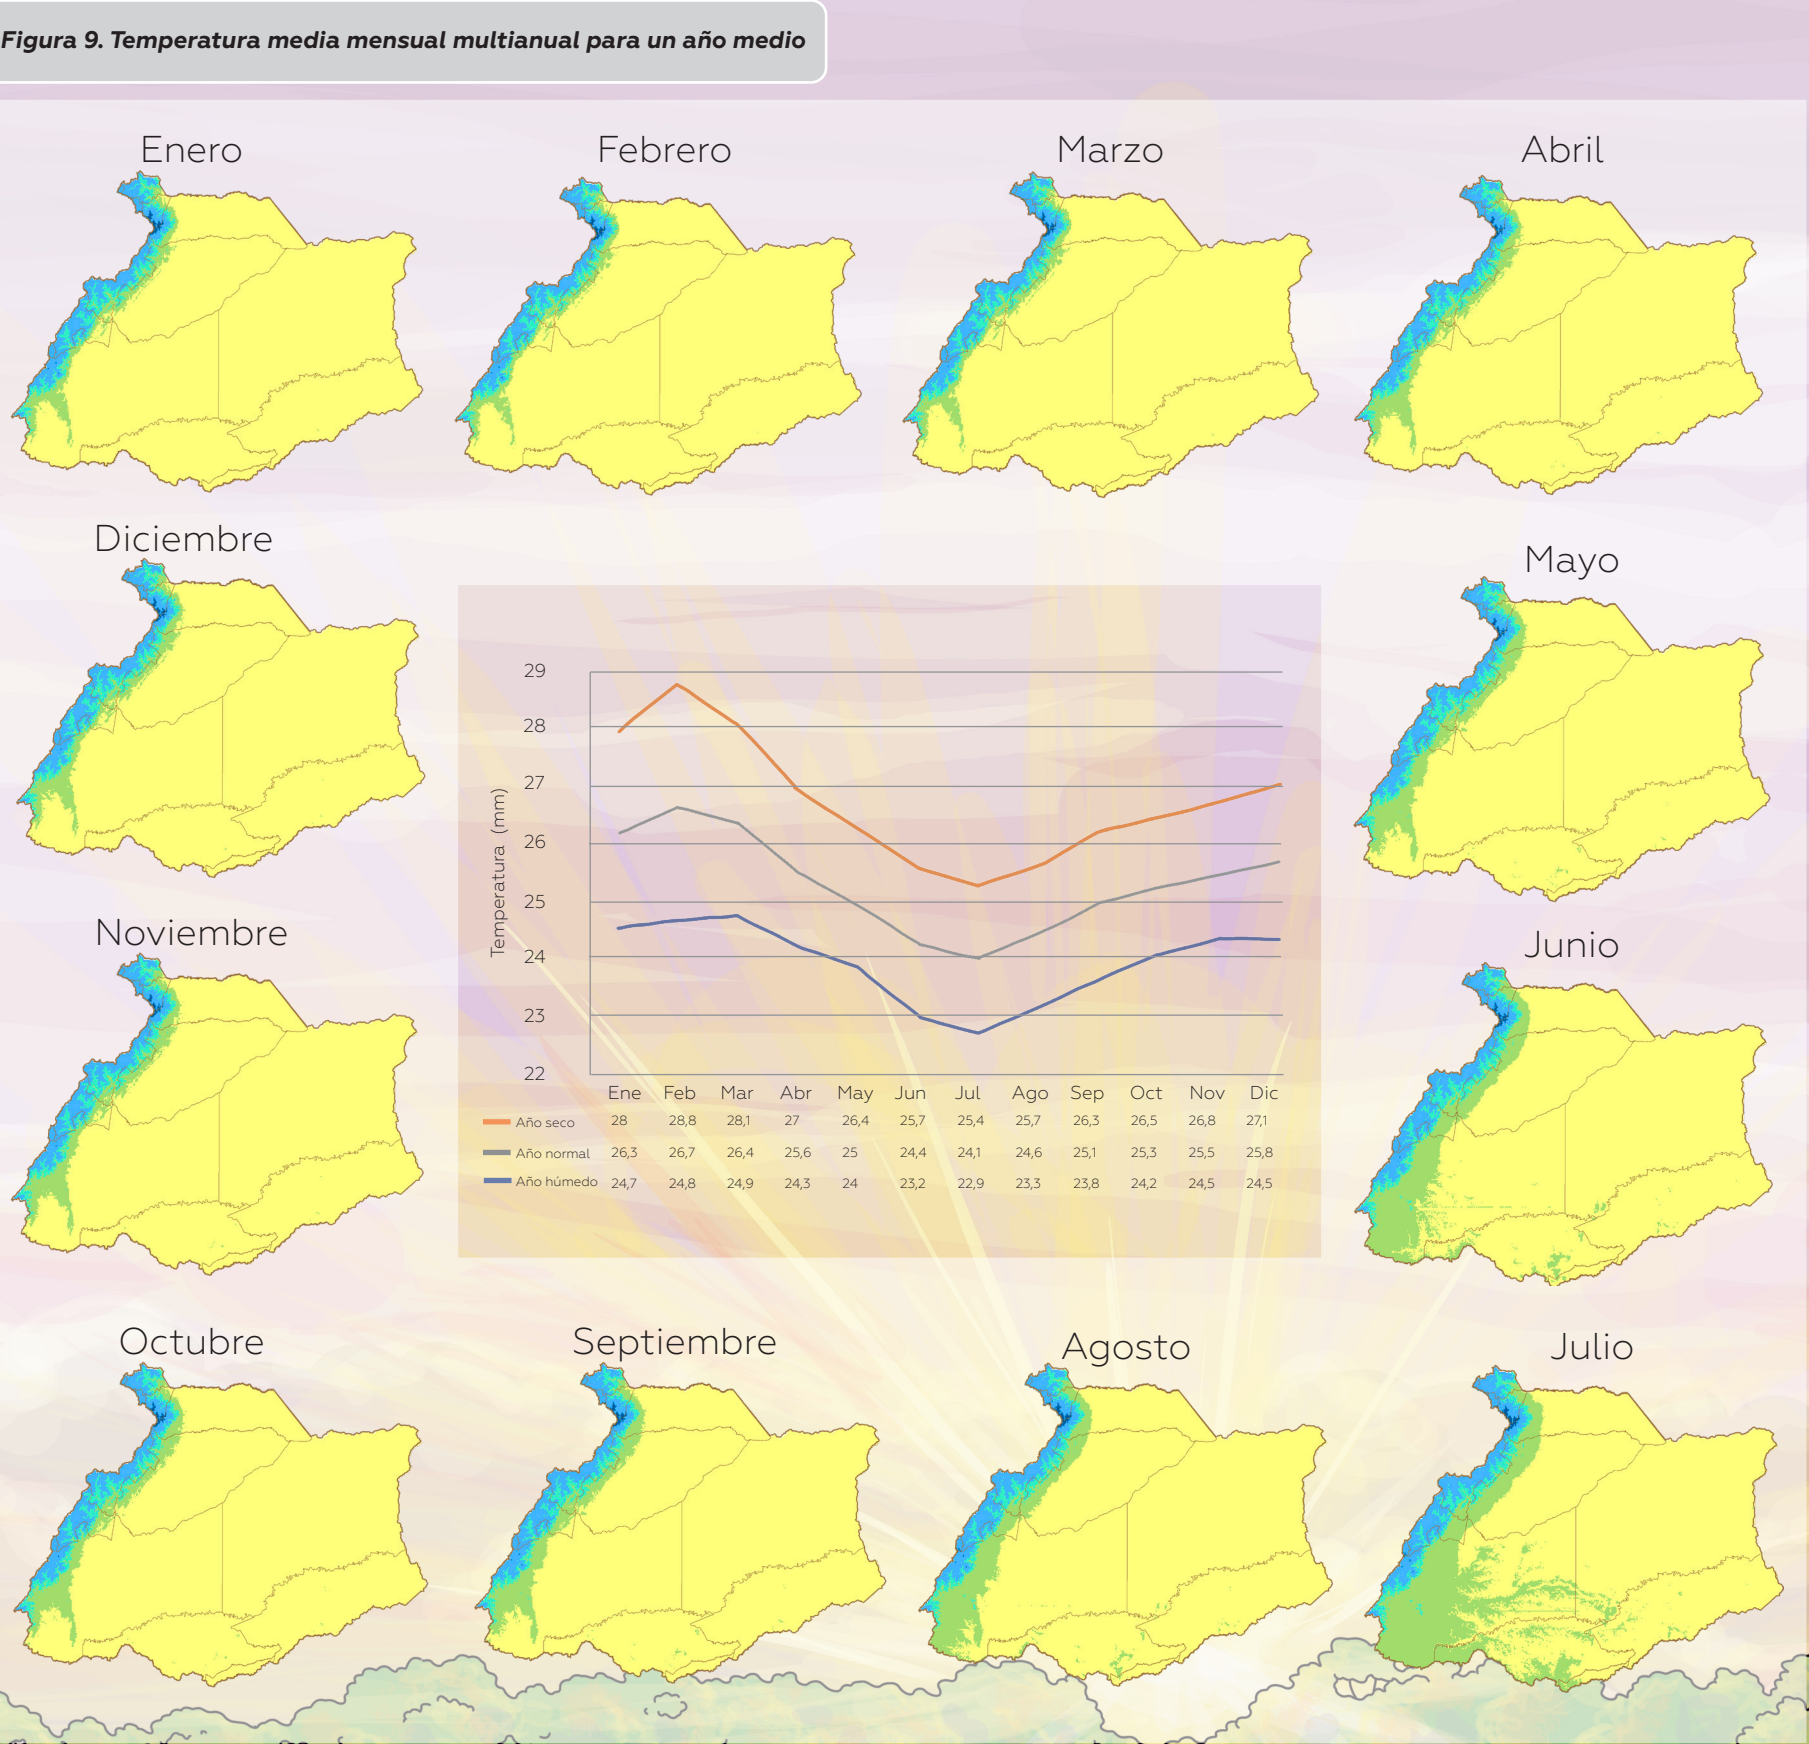 Figura 9. Temperatura media mensual multianual para un año medio
Enero
Febrero
Marzo
Abril
Diciembre
Mayo
Noviembre
Junio
Temperatura (mm)
29
28
27
26
25
24
23
22
Ene Feb Mar Abr May Jun Jul Ago Sep Oct Nov Dic
Año seco 28 28,8 28,1 27 26,4 25,7 25,4 25,7 26,3 26,5 26,8 27,1
Año normal 26,3 26,7 26,4 25,6 25 24,4 24,1 24,6 25,1 25,3 25,5 25,8
Año húmedo 24,7 24,8 24,9 24,3 24 23,2 22,9 23,3 23,8 24,2 24,5 24,5
Octubre
Septiembre
Agosto
Julio